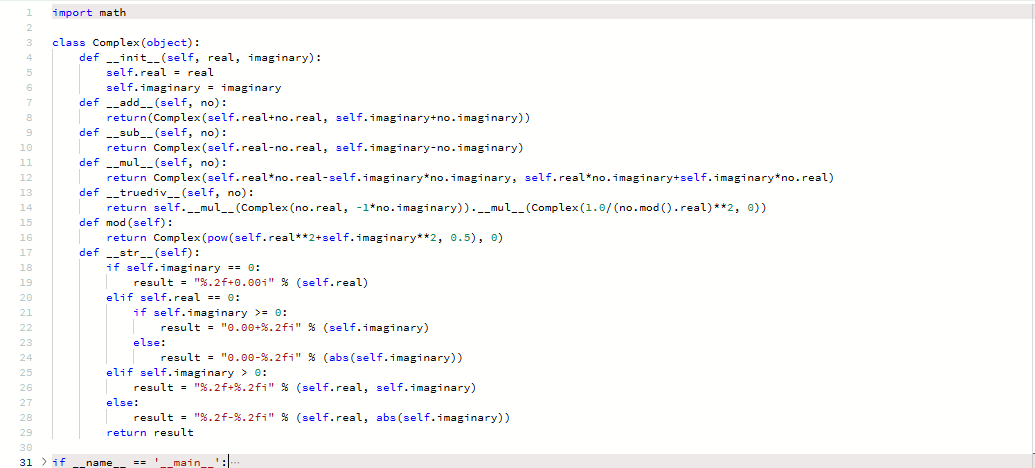 1 import math
2
3 class Complex(object):
4     def __init__(self, real, imaginary):
5         self.real = real
6         self.imaginary = imaginary
7     def __add__(self, no):
8         return(Complex(self.real+no.real, self.imaginary+no.imaginary))
9     def __sub__(self, no):
10         return Complex(self.real-no.real, self.imaginary-no.imaginary)
11     def __mul__(self, no):
12         return Complex(self.real*no.real-self.imaginary*no.imaginary, self.real*no.imaginary+self.imaginary*no.real)
13     def __truediv__(self, no):
14         return self.__mul__(Complex(no.real, -1*no.imaginary)).__mul__(Complex(1.0/(no.mod().real)**2, 0))
15     def mod(self):
16         return Complex(pow(self.real**2+self.imaginary**2, 0.5), 0)
17     def __str__(self):
18         if self.imaginary == 0:
19             result = "%.2f+0.00i" % (self.real)
20         elif self.real == 0:
21             if self.imaginary >= 0:
22                 result = "0.00+%.2fi" % (self.imaginary)
23             else:
24                 result = "0.00-%.2fi" % (abs(self.imaginary))
25         elif self.imaginary > 0:
26             result = "%.2f+%.2fi" % (self.real, self.imaginary)
27         else:
28             result = "%.2f-%.2fi" % (self.real, abs(self.imaginary))
29         return result
30
31 > if __name__ == '__main__':⋯